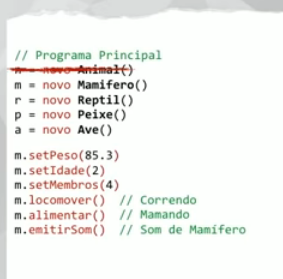 // Programa Principal
n = novo Animal()
m = novo Mamifero()
r = novo Reptil()
p = novo Peixe()
a = novo Ave()
m.setPeso(85.3)
m.setIdade(2)
m.setMembros(4)
m.locomover() // Correndo
m.alimentar() // Mamando
m.emitirSom() // Som de Mamífero